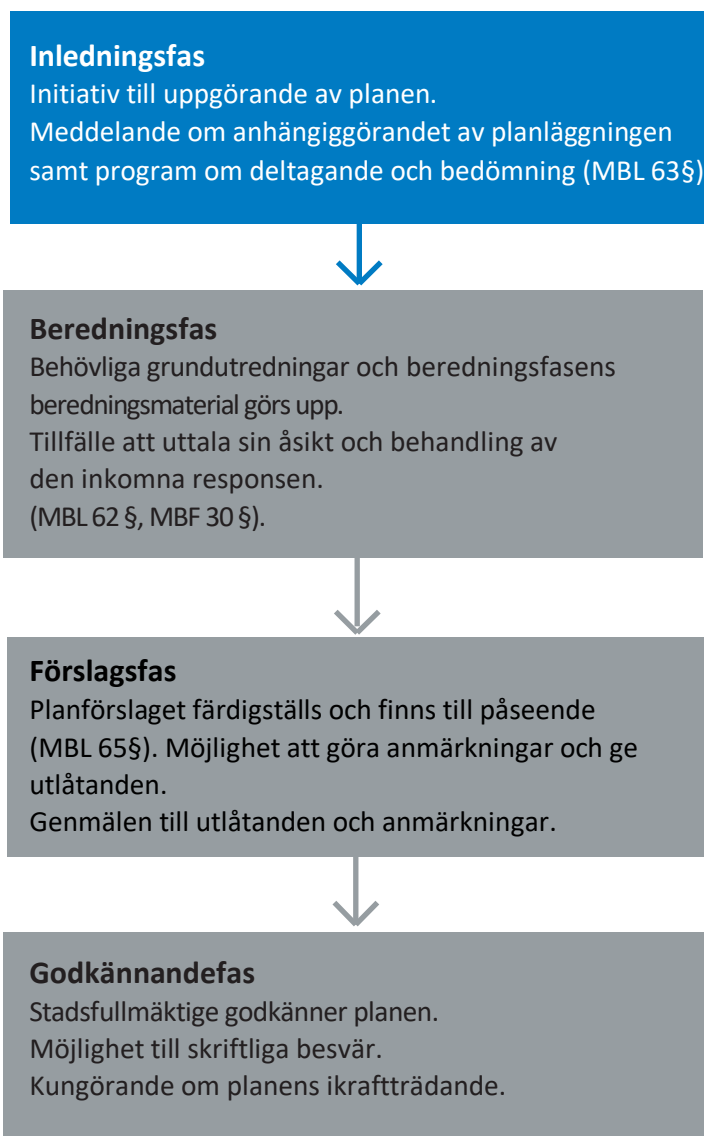 Inledningsfas
Initiativ till uppgörande av planen.
Meddelande om anhängiggörandet av planläggningen
samt program om deltagande och bedömning (MBL 63§)
Beredningsfas
Behövliga grundutredningar och beredningsfasens
beredningsmaterial görs upp.
Tillfälle att uttala sin åsikt och behandling av
den inkomna responsen.
(MBL 62 §, MBF 30 §).
Förslagsfas
Planförslaget färdigställs och finns till påseende
(MBL 65§). Möjlighet att göra anmärkningar och ge
utlåtanden.
Genmälen till utlåtanden och anmärkningar.
Godkännandefas
Stadsfullmäktige godkänner planen.
Möjlighet till skriftliga besvär.
Kungörande om planens ikraftträdande.